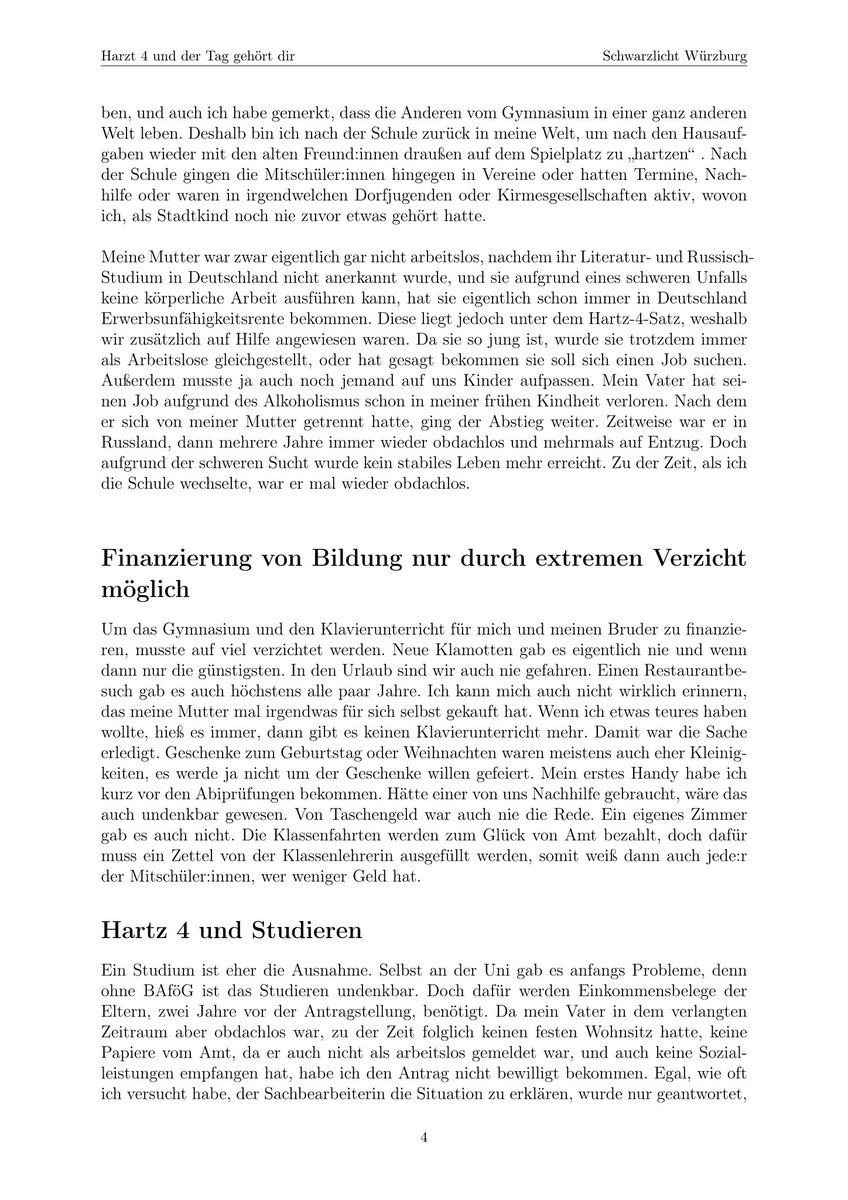 Harzt 4 und der Tag gehört dir Schwarzlicht Würzburg
ben, und auch ich habe gemerkt, dass die Anderen vom Gymnasium in einer ganz anderen
Welt leben. Deshalb bin ich nach der Schule zurück in meine Welt, um nach den Hausauf-
gaben wieder mit den alten Freund:innen draußen auf dem Spielplatz zu „hartzen“ . Nach
der Schule gingen die Mitschüler:innen hingegen in Vereine oder hatten Termine, Nach-
hilfe oder waren in irgendwelchen Dorfjugenden oder Kirmesgesellschaften aktiv, wovon
ich, als Stadtkind noch nie zuvor etwas gehört hatte.
Meine Mutter war zwar eigentlich gar nicht arbeitslos, nachdem ihr Literatur- und Russisch-
Studium in Deutschland nicht anerkannt wurde, und sie aufgrund eines schweren Unfalls
keine körperliche Arbeit ausführen kann, hat sie eigentlich schon immer in Deutschland
Erwerbsunfähigkeitsrente bekommen. Diese liegt jedoch unter dem Hartz-4-Satz, weshalb
wir zusätzlich auf Hilfe angewiesen waren. Da sie so jung ist, wurde sie trotzdem immer
als Arbeitslose gleichgestellt, oder hat gesagt bekommen sie soll sich einen Job suchen.
Außerdem musste ja auch noch jemand auf uns Kinder aufpassen. Mein Vater hat sei-
nen Job aufgrund des Alkoholismus schon in meiner frühen Kindheit verloren. Nach dem
er sich von meiner Mutter getrennt hatte, ging der Abstieg weiter. Zeitweise war er in
Russland, dann mehrere Jahre immer wieder obdachlos und mehrmals auf Entzug. Doch
aufgrund der schweren Sucht wurde kein stabiles Leben mehr erreicht. Zu der Zeit, als ich
die Schule wechselte, war er mal wieder obdachlos.
Finanzierung von Bildung nur durch extremen Verzicht
möglich
Um das Gymnasium und den Klavierunterricht für mich und meinen Bruder zu finanzie-
ren, musste auf viel verzichtet werden. Neue Klamotten gab es eigentlich nie und wenn
dann nur die günstigsten. In den Urlaub sind wir auch nie gefahren. Einen Restaurantbe-
such gab es auch höchstens alle paar Jahre. Ich kann mich auch nicht wirklich erinnern,
das meine Mutter mal irgendwas für sich selbst gekauft hat. Wenn ich etwas teures haben
wollte, hieß es immer, dann gibt es keinen Klavierunterricht mehr. Damit war die Sache
erledigt. Geschenke zum Geburtstag oder Weihnachten waren meistens auch eher Kleinig-
keiten, es werde ja nicht um der Geschenke willen gefeiert. Mein erstes Handy habe ich
kurz vor den Abiprüfungen bekommen. Hätte einer von uns Nachhilfe gebraucht, wäre das
auch undenkbar gewesen. Von Taschengeld war auch nie die Rede. Ein eigenes Zimmer
gab es auch nicht. Die Klassenfahrten werden zum Glück von Amt bezahlt, doch dafür
muss ein Zettel von der Klassenlehrerin ausgefüllt werden, somit weiß dann auch jede:r
der Mitschüler:innen, wer weniger Geld hat.
Hartz 4 und Studieren
Ein Studium ist eher die Ausnahme. Selbst an der Uni gab es anfangs Probleme, denn
ohne BAföG ist das Studieren undenkbar. Doch dafür werden Einkommensbelege der
Eltern, zwei Jahre vor der Antragstellung, benötigt. Da mein Vater in dem verlangten
Zeitraum aber obdachlos war, zu der Zeit folglich keinen festen Wohnsitz hatte, keine
Papiere vom Amt, da er auch nicht als arbeitslos gemeldet war, und auch keine Sozial-
leistungen empfangen hat, habe ich den Antrag nicht bewilligt bekommen. Egal, wie oft
ich versucht habe, der Sachbearbeiterin die Situation zu erklären, wurde nur geantwortet,
4